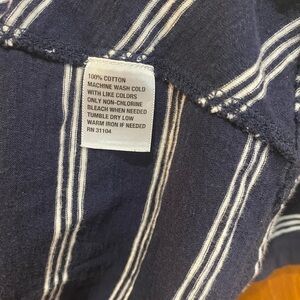 100% COTTON
MACHINE WASH COLD
WITH LIKE COLORS
ONLY NON-CHLORINE
BLEACH WHEN NEEDED
TUMBLE DRY LOW
WARM IRON IF NEEDED
RN 31104